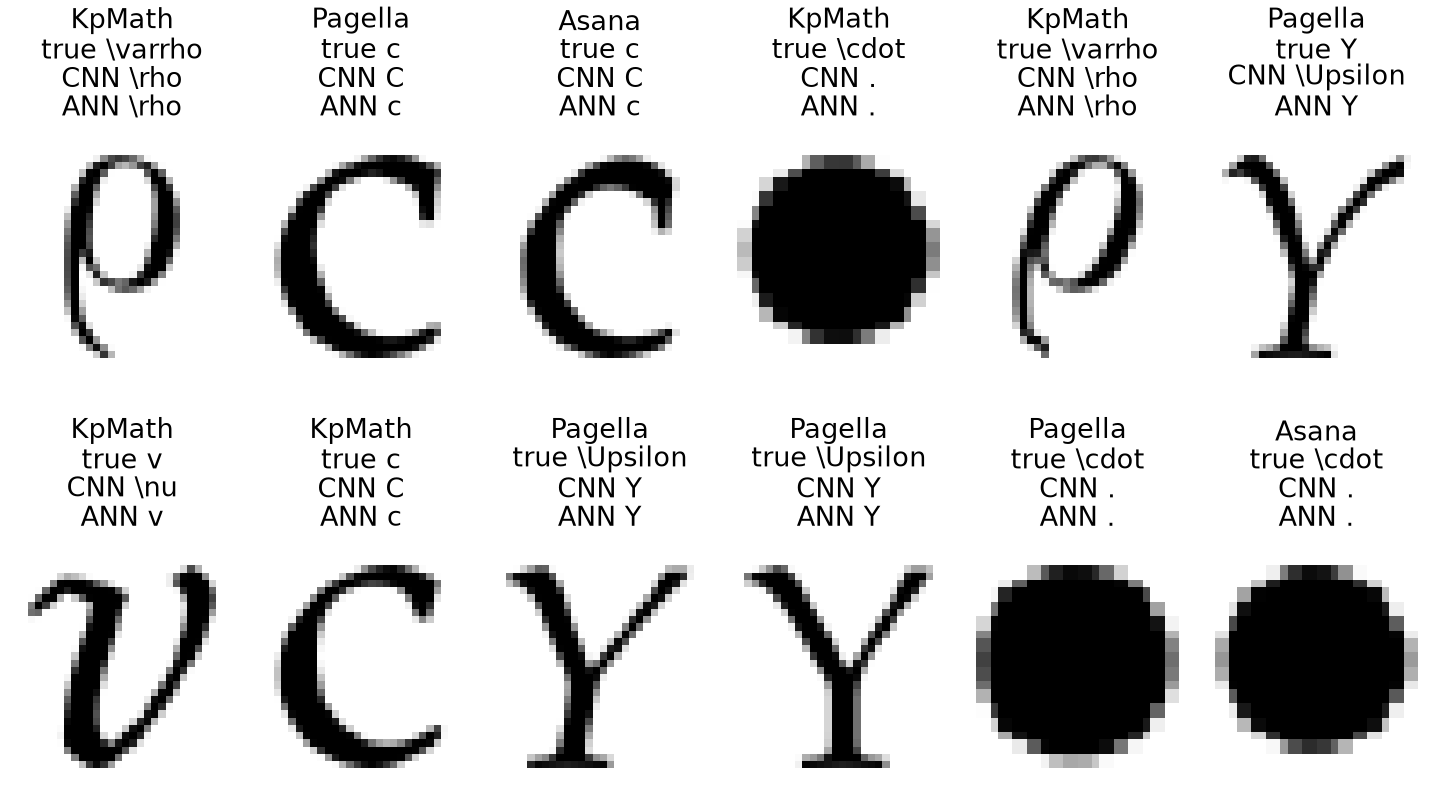 KpMath
true \varrho
CNN \rho
ANN \rho
Pagella
true c
CNN C
ANN c
Asana
true c
CNN C
ANN c
KpMath
true \cdot
CNN .
ANN .
KpMath
true \varrho
CNN \rho
ANN \rho
Pagella
true Y
CNN \Upsilon
ANN Y
ρ
C
C
·
ρ
Y
KpMath
true v
CNN \nu
ANN v
KpMath
true c
CNN C
ANN c
Pagella
true \Upsilon
CNN Y
ANN Y
Pagella
true \Upsilon
CNN Y
ANN Y
Pagella
true \cdot
CNN .
ANN .
Asana
true \cdot
CNN .
ANN .
v
C
Y
Y
·
·